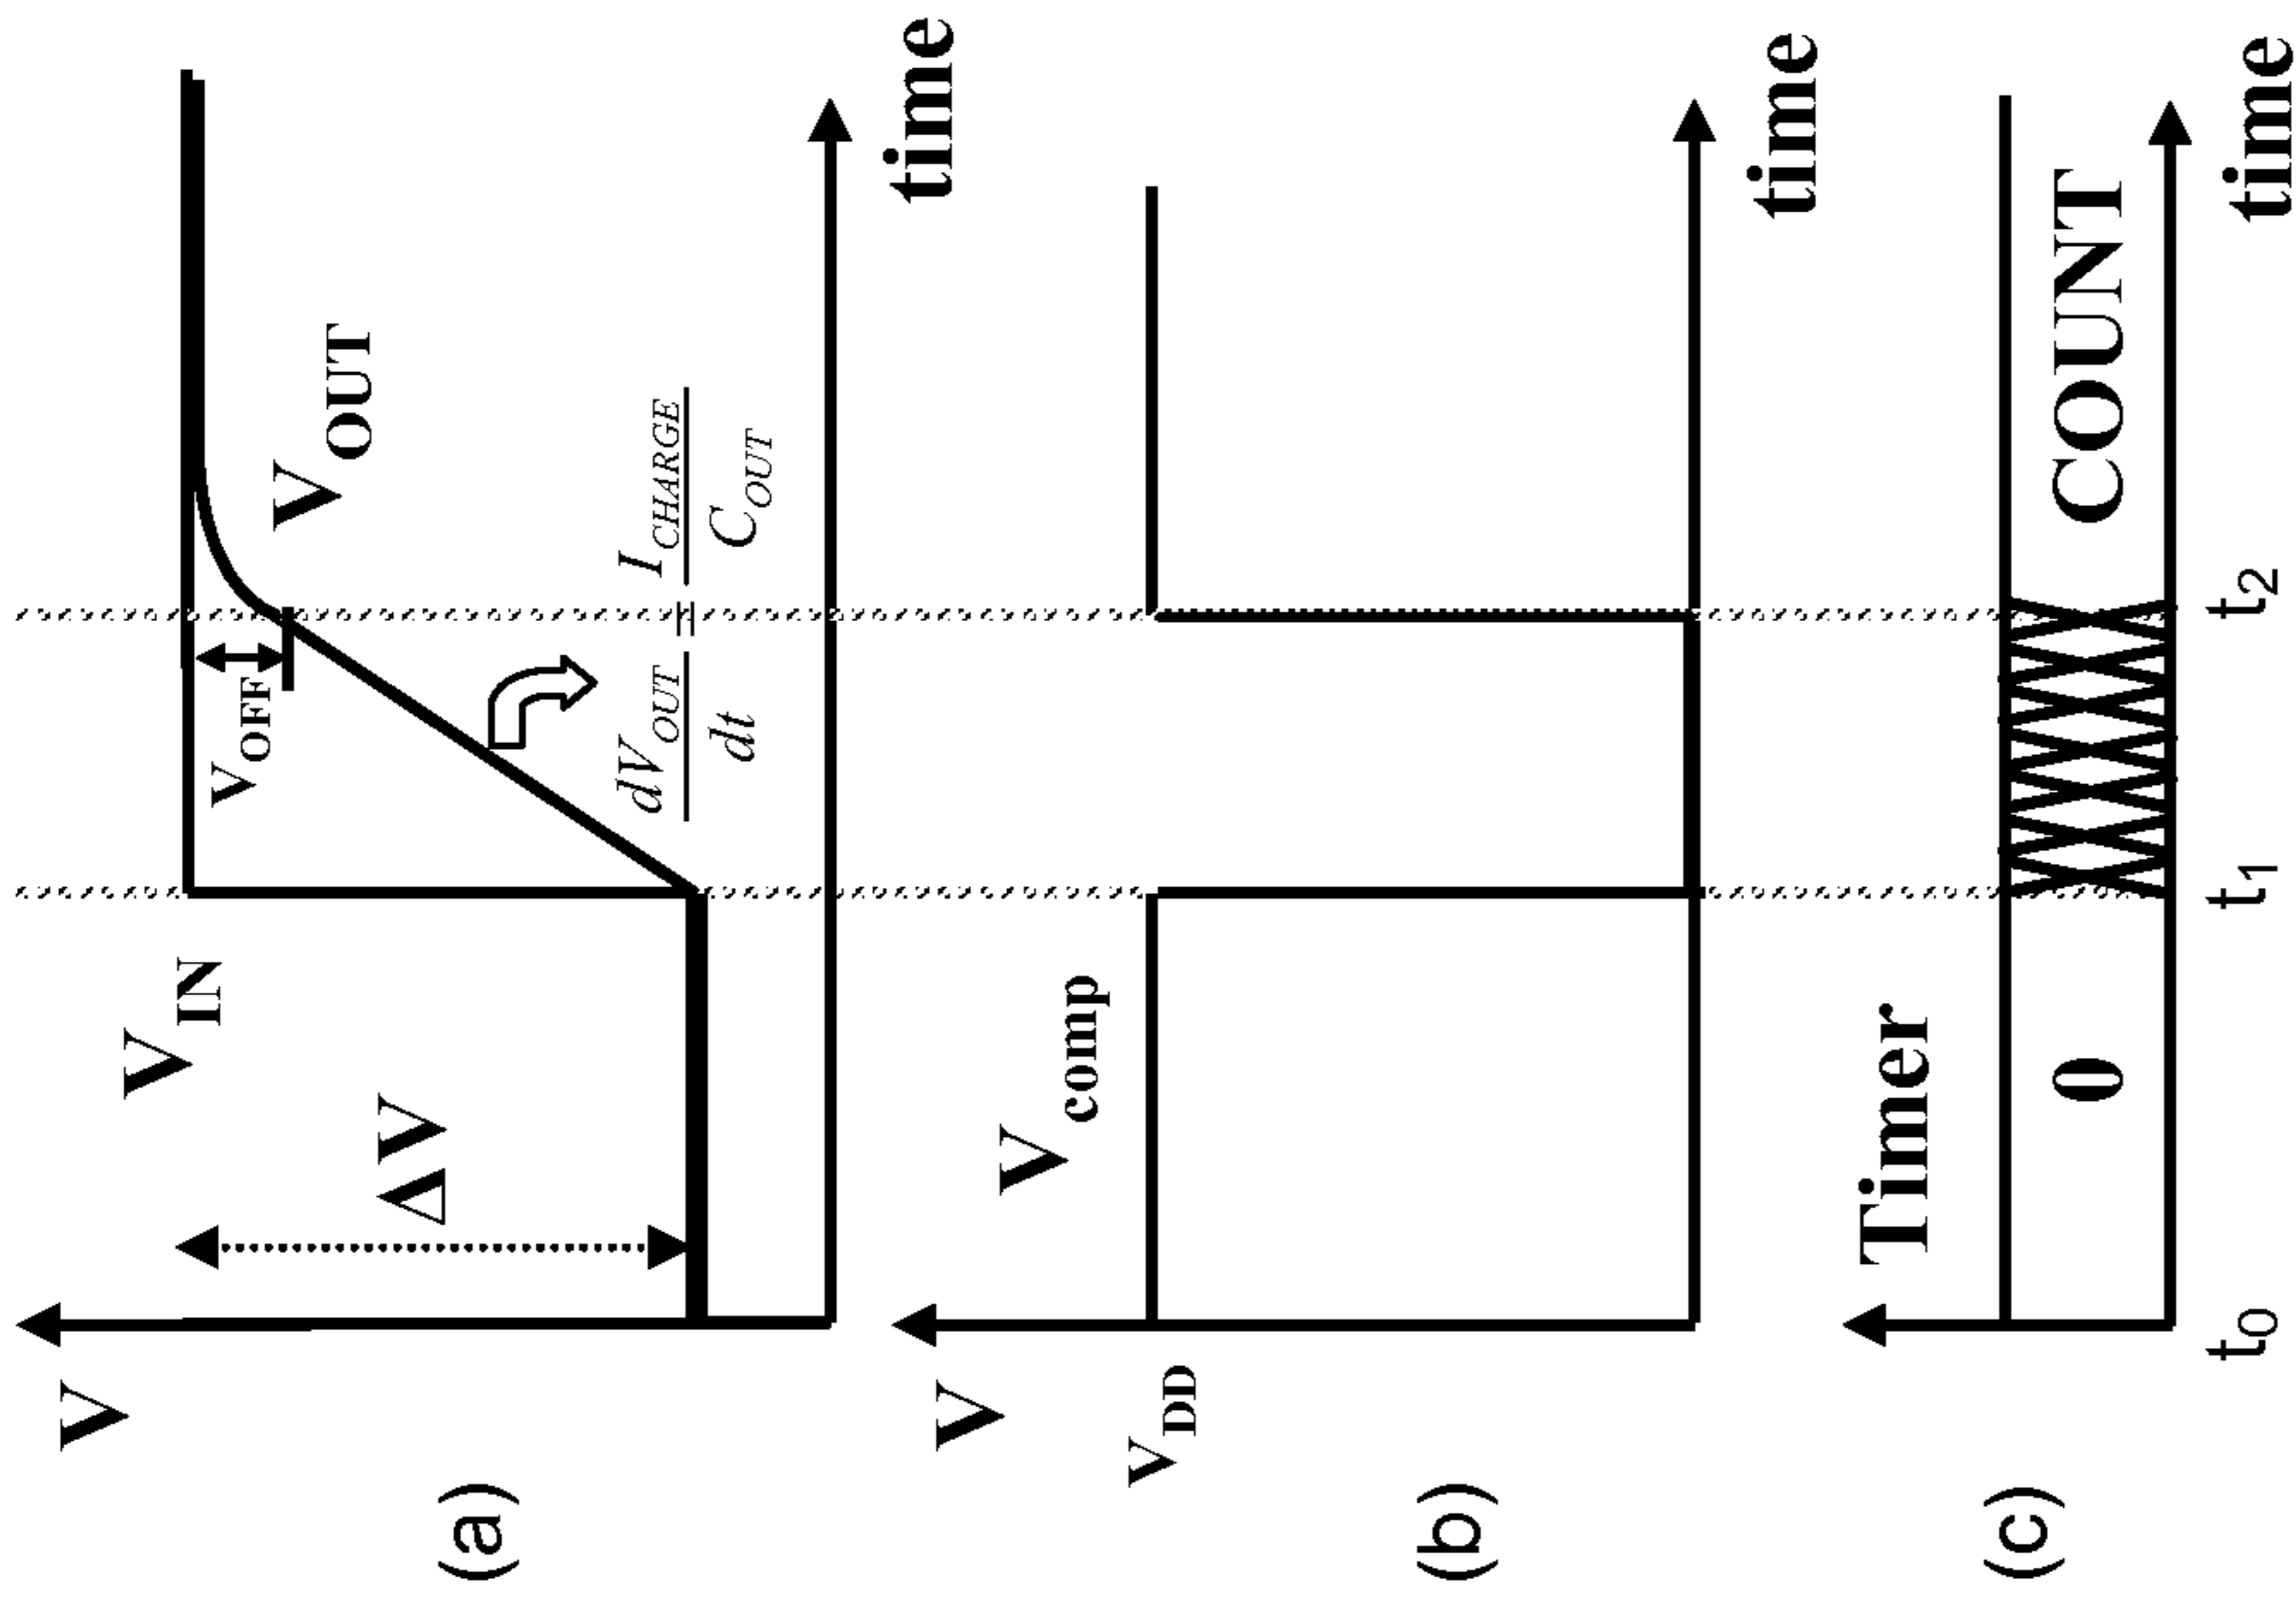 V
V_IN
ΔV
V_OFF
V_OUT
dV_OUT/dt = I_CHARGE/C_OUT
time
(a)
V
V_DD
V_comp
time
(b)
Timer
0
COUNT
time
t_0
t_1
t_2
(c)